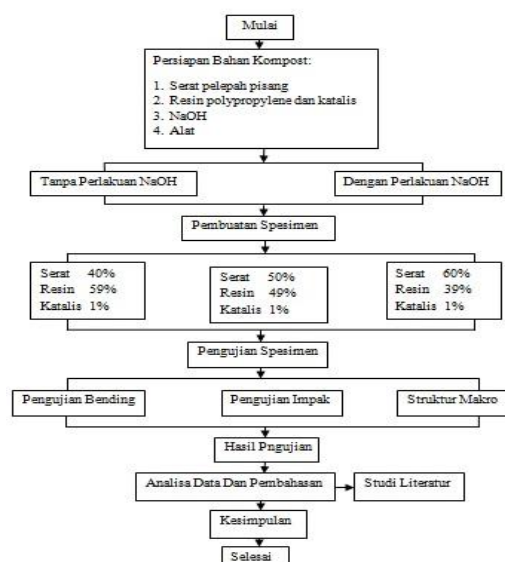 Mulai
Persiapan Bahan Kompost:
1. Serat pelepah pisang
2. Resin polypropylene dan katalis
3. NaOH
4. Alat
Tanpa Perlakuan NaOH
Dengan Perlakuan NaOH
Pembuatan Spesimen
Serat 40%
Resin 59%
Katalis 1%
Serat 50%
Resin 49%
Katalis 1%
Serat 60%
Resin 39%
Katalis 1%
Pengujian Spesimen
Pengujian Bending
Pengujian Impak
Struktur Makro
Hasil Pngujian
Analisa Data Dan Pembahasan
Studi Literatur
Kesimpulan
Selesai